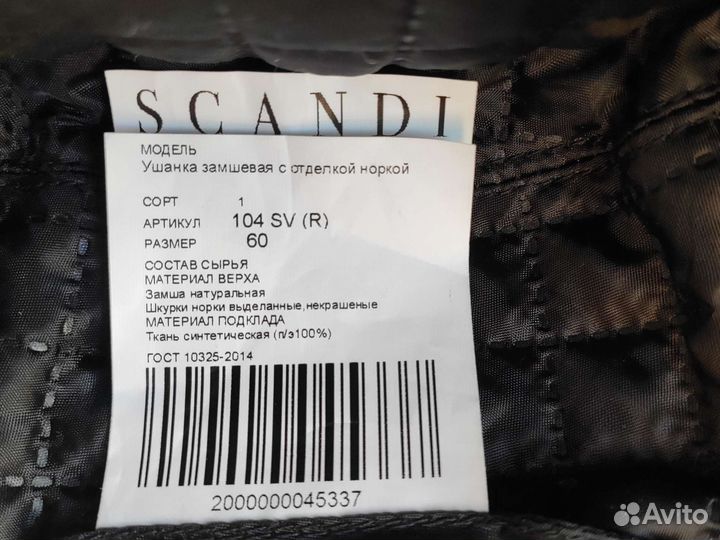 SCANDI
МОДЕЛЬ
Ушанка замшевая с отделкой норкой
СОРТ 1
АРТИКУЛ 104 SV (R)
РАЗМЕР 60
СОСТАВ СЫРЬЯ
МАТЕРИАЛ ВЕРХА
Замша натуральная
Шкурки норки выделанные,некрашеные
МАТЕРИАЛ ПОДКЛАДА
Ткань синтетическая (п/э100%)
ГОСТ 10325-2014
2000000045337
Avito